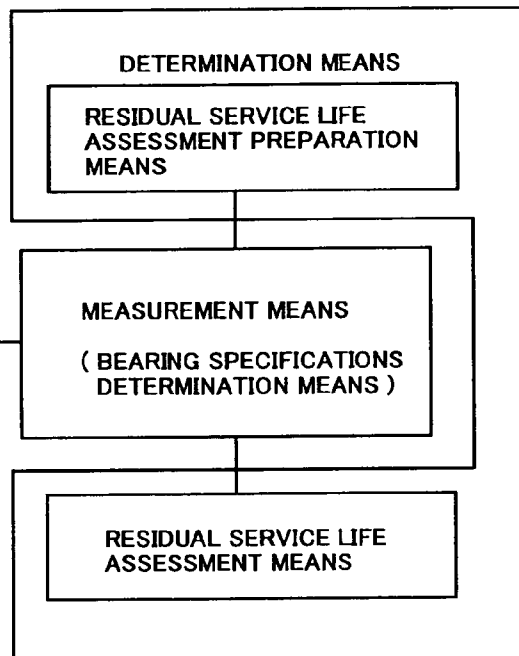 DETERMINATION MEANS
RESIDUAL SERVICE LIFE
ASSESSMENT PREPARATION
MEANS
MEASUREMENT MEANS
( BEARING SPECIFICATIONS
DETERMINATION MEANS )
RESIDUAL SERVICE LIFE
ASSESSMENT MEANS